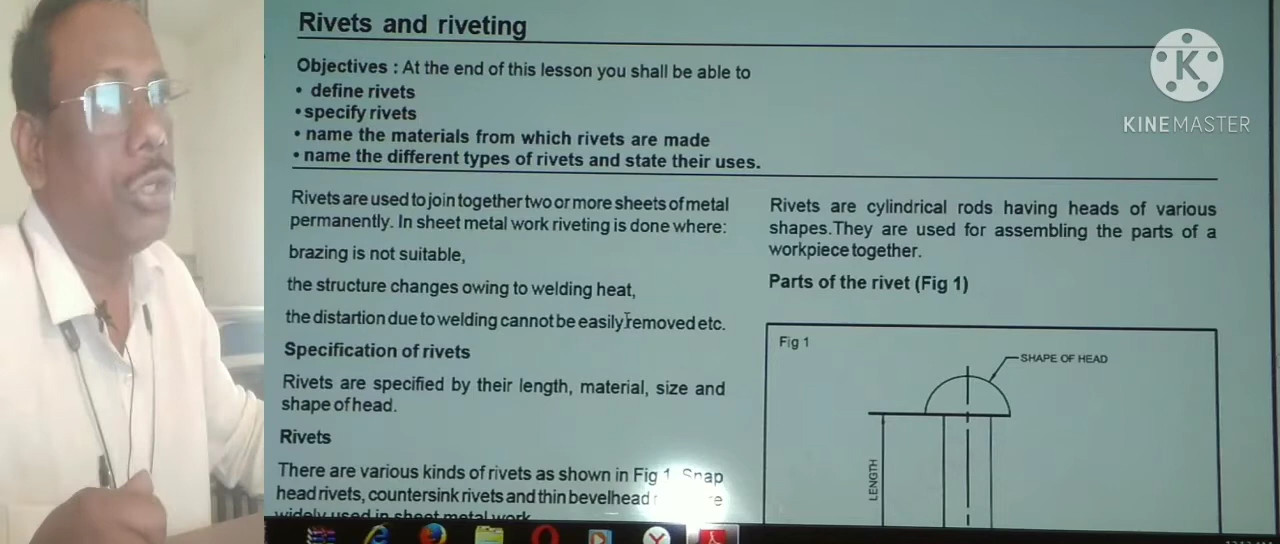 Rivets and riveting
Objectives : At the end of this lesson you shall be able to
• define rivets
• specify rivets
• name the materials from which rivets are made
• name the different types of rivets and state their uses.
Rivets are used to join together two or more sheets of metal
permanently. In sheet metal work riveting is done where:
brazing is not suitable,
the structure changes owing to welding heat,
the distartion due to welding cannot be easily removed etc.
Specification of rivets
Rivets are specified by their length, material, size and
shape of head.
Rivets
There are various kinds of rivets as shown in Fig 1. Snap
head rivets, countersink rivets and thin bevelhead
widely used in sheet metal work
Rivets are cylindrical rods having heads of various
shapes.They are used for assembling the parts of a
workpiece together.
Parts of the rivet (Fig 1)
Fig 1
SHAPE OF HEAD
LENGTH
K
KINEMASTER